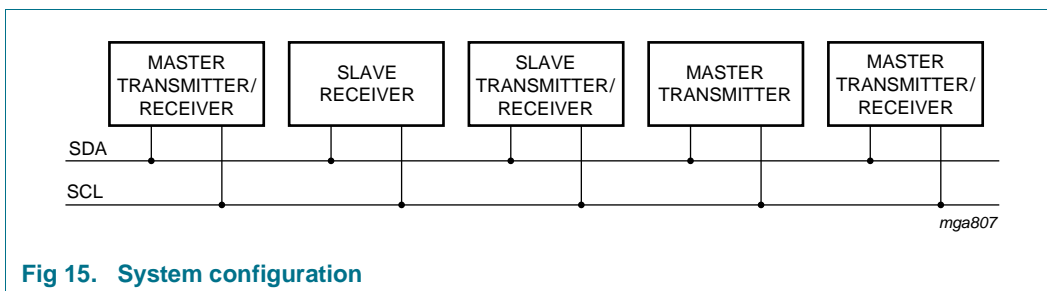 MASTER
TRANSMITTER/
RECEIVER
SLAVE
RECEIVER
SLAVE
TRANSMITTER/
RECEIVER
MASTER
TRANSMITTER
MASTER
TRANSMITTER/
RECEIVER
SDA
SCL
mga807
Fig 15. System configuration